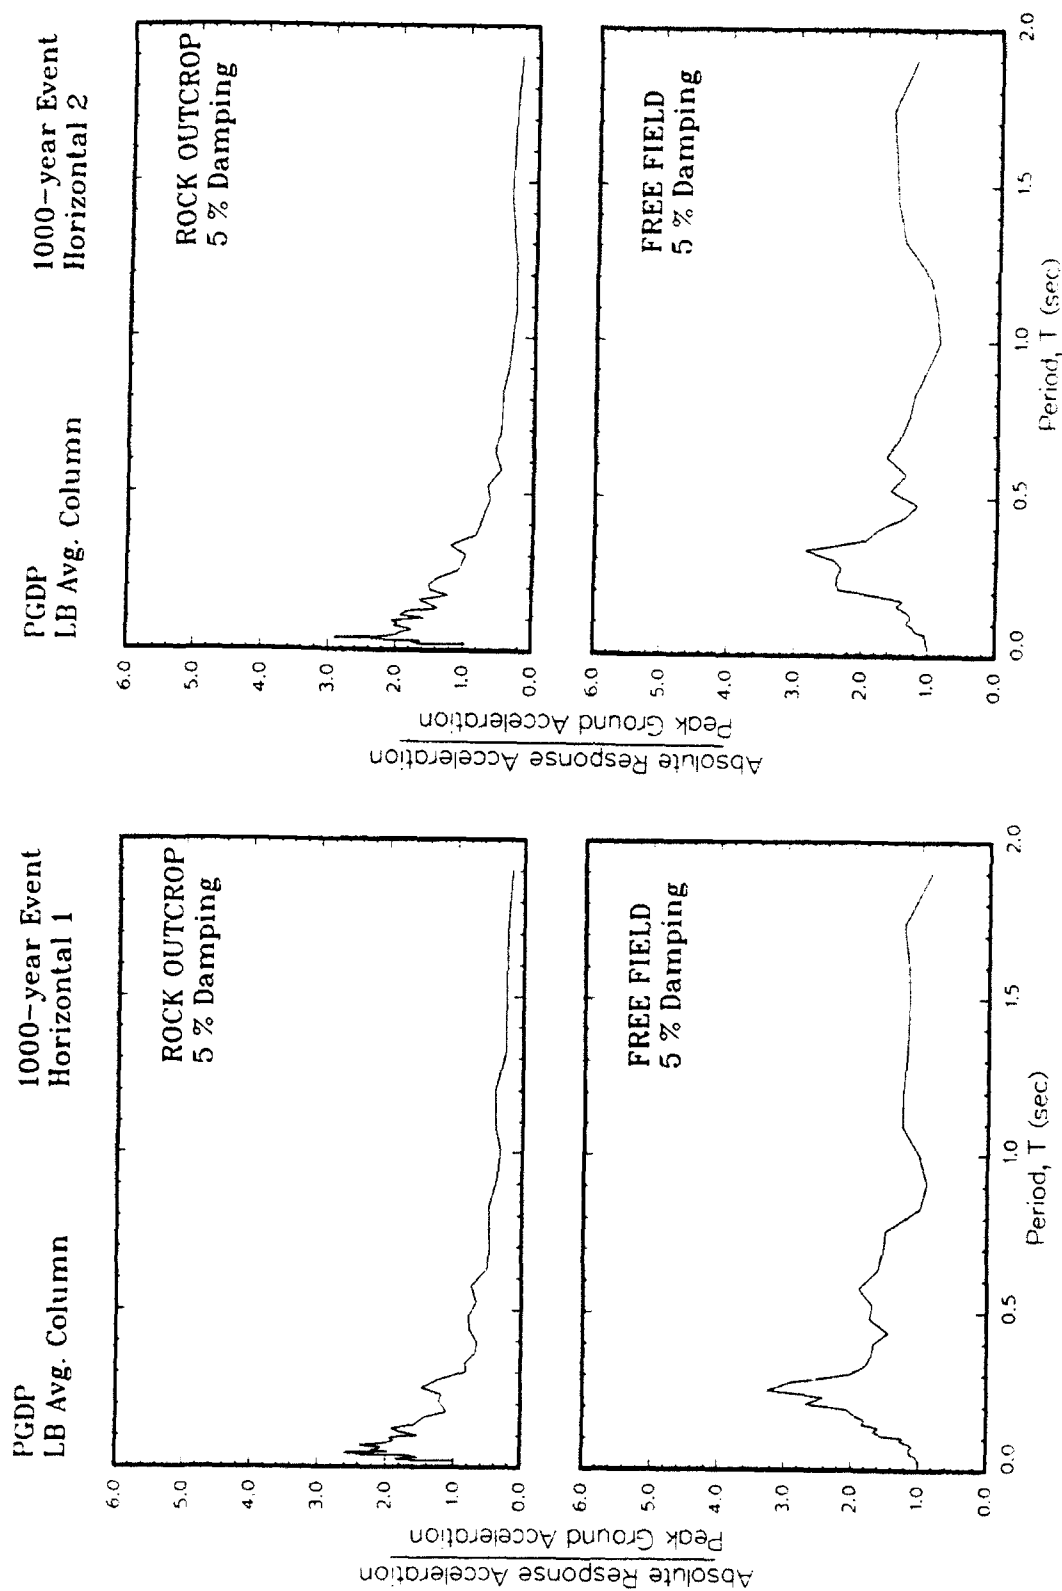 PGDP
LB Avg. Column
1000-year Event
Horizontal 1
Absolute Response Acceleration
Peak Ground Acceleration
6.0
5.0
4.0
3.0
2.0
1.0
0.0
ROCK OUTCROP
5 % Damping
Absolute Response Acceleration
Peak Ground Acceleration
6.0
5.0
4.0
3.0
2.0
1.0
0.0
FREE FIELD
5 % Damping
0.0
0.5
1.0
1.5
2.0
Period, T (sec)
PGDP
LB Avg. Column
1000-year Event
Horizontal 2
6.0
5.0
4.0
3.0
2.0
1.0
0.0
ROCK OUTCROP
5 % Damping
Absolute Response Acceleration
Peak Ground Acceleration
6.0
5.0
4.0
3.0
2.0
1.0
0.0
FREE FIELD
5 % Damping
0.0
0.5
1.0
1.5
2.0
Period, T (sec)